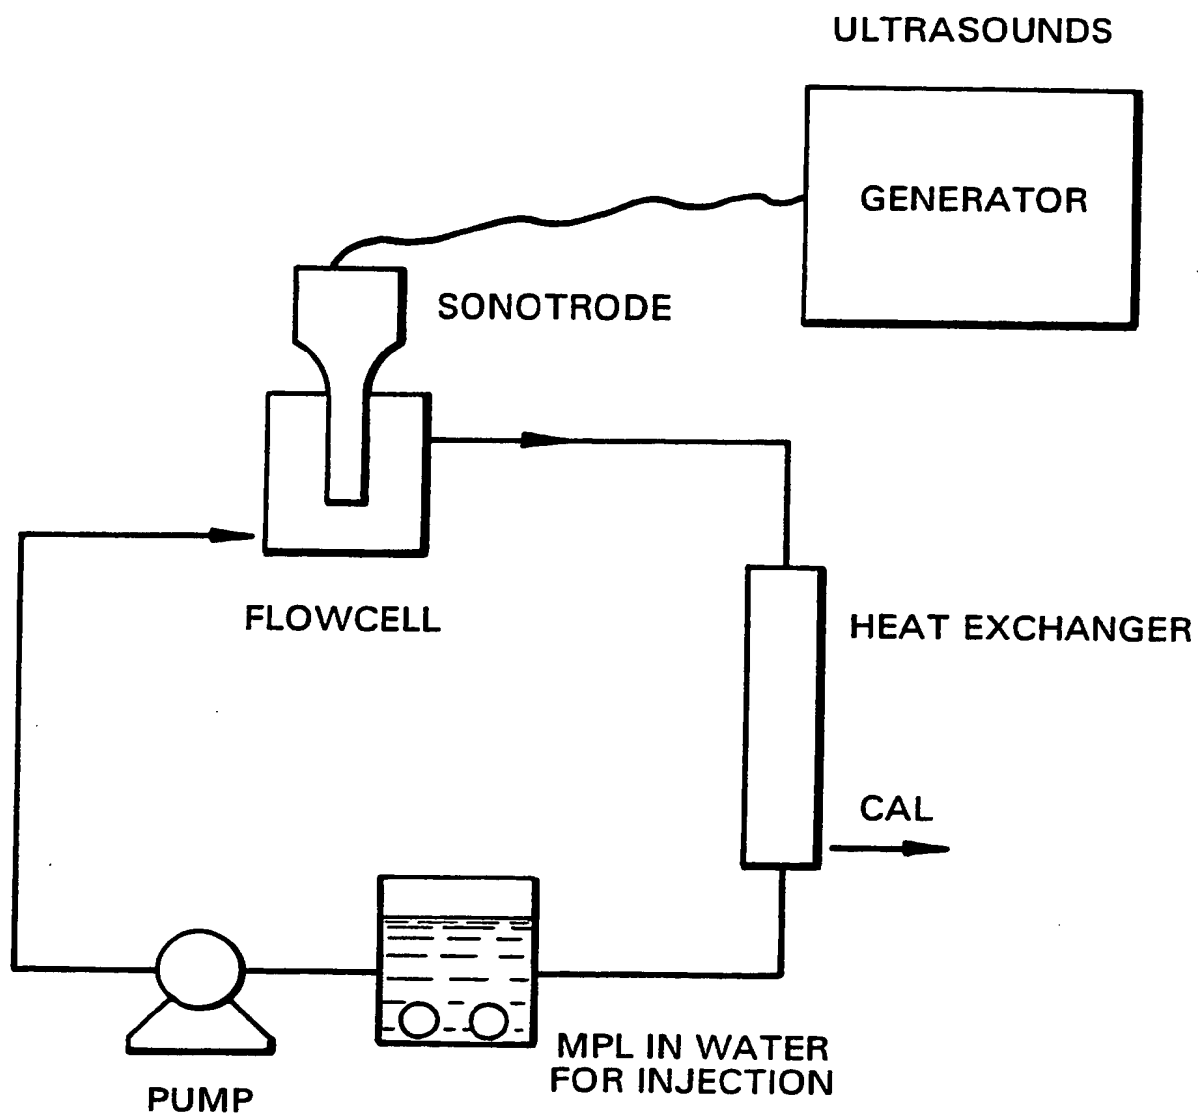 ULTRASOUNDS
GENERATOR
SONOTRODE
FLOWCELL
HEAT EXCHANGER
CAL
MPL IN WATER
FOR INJECTION
PUMP